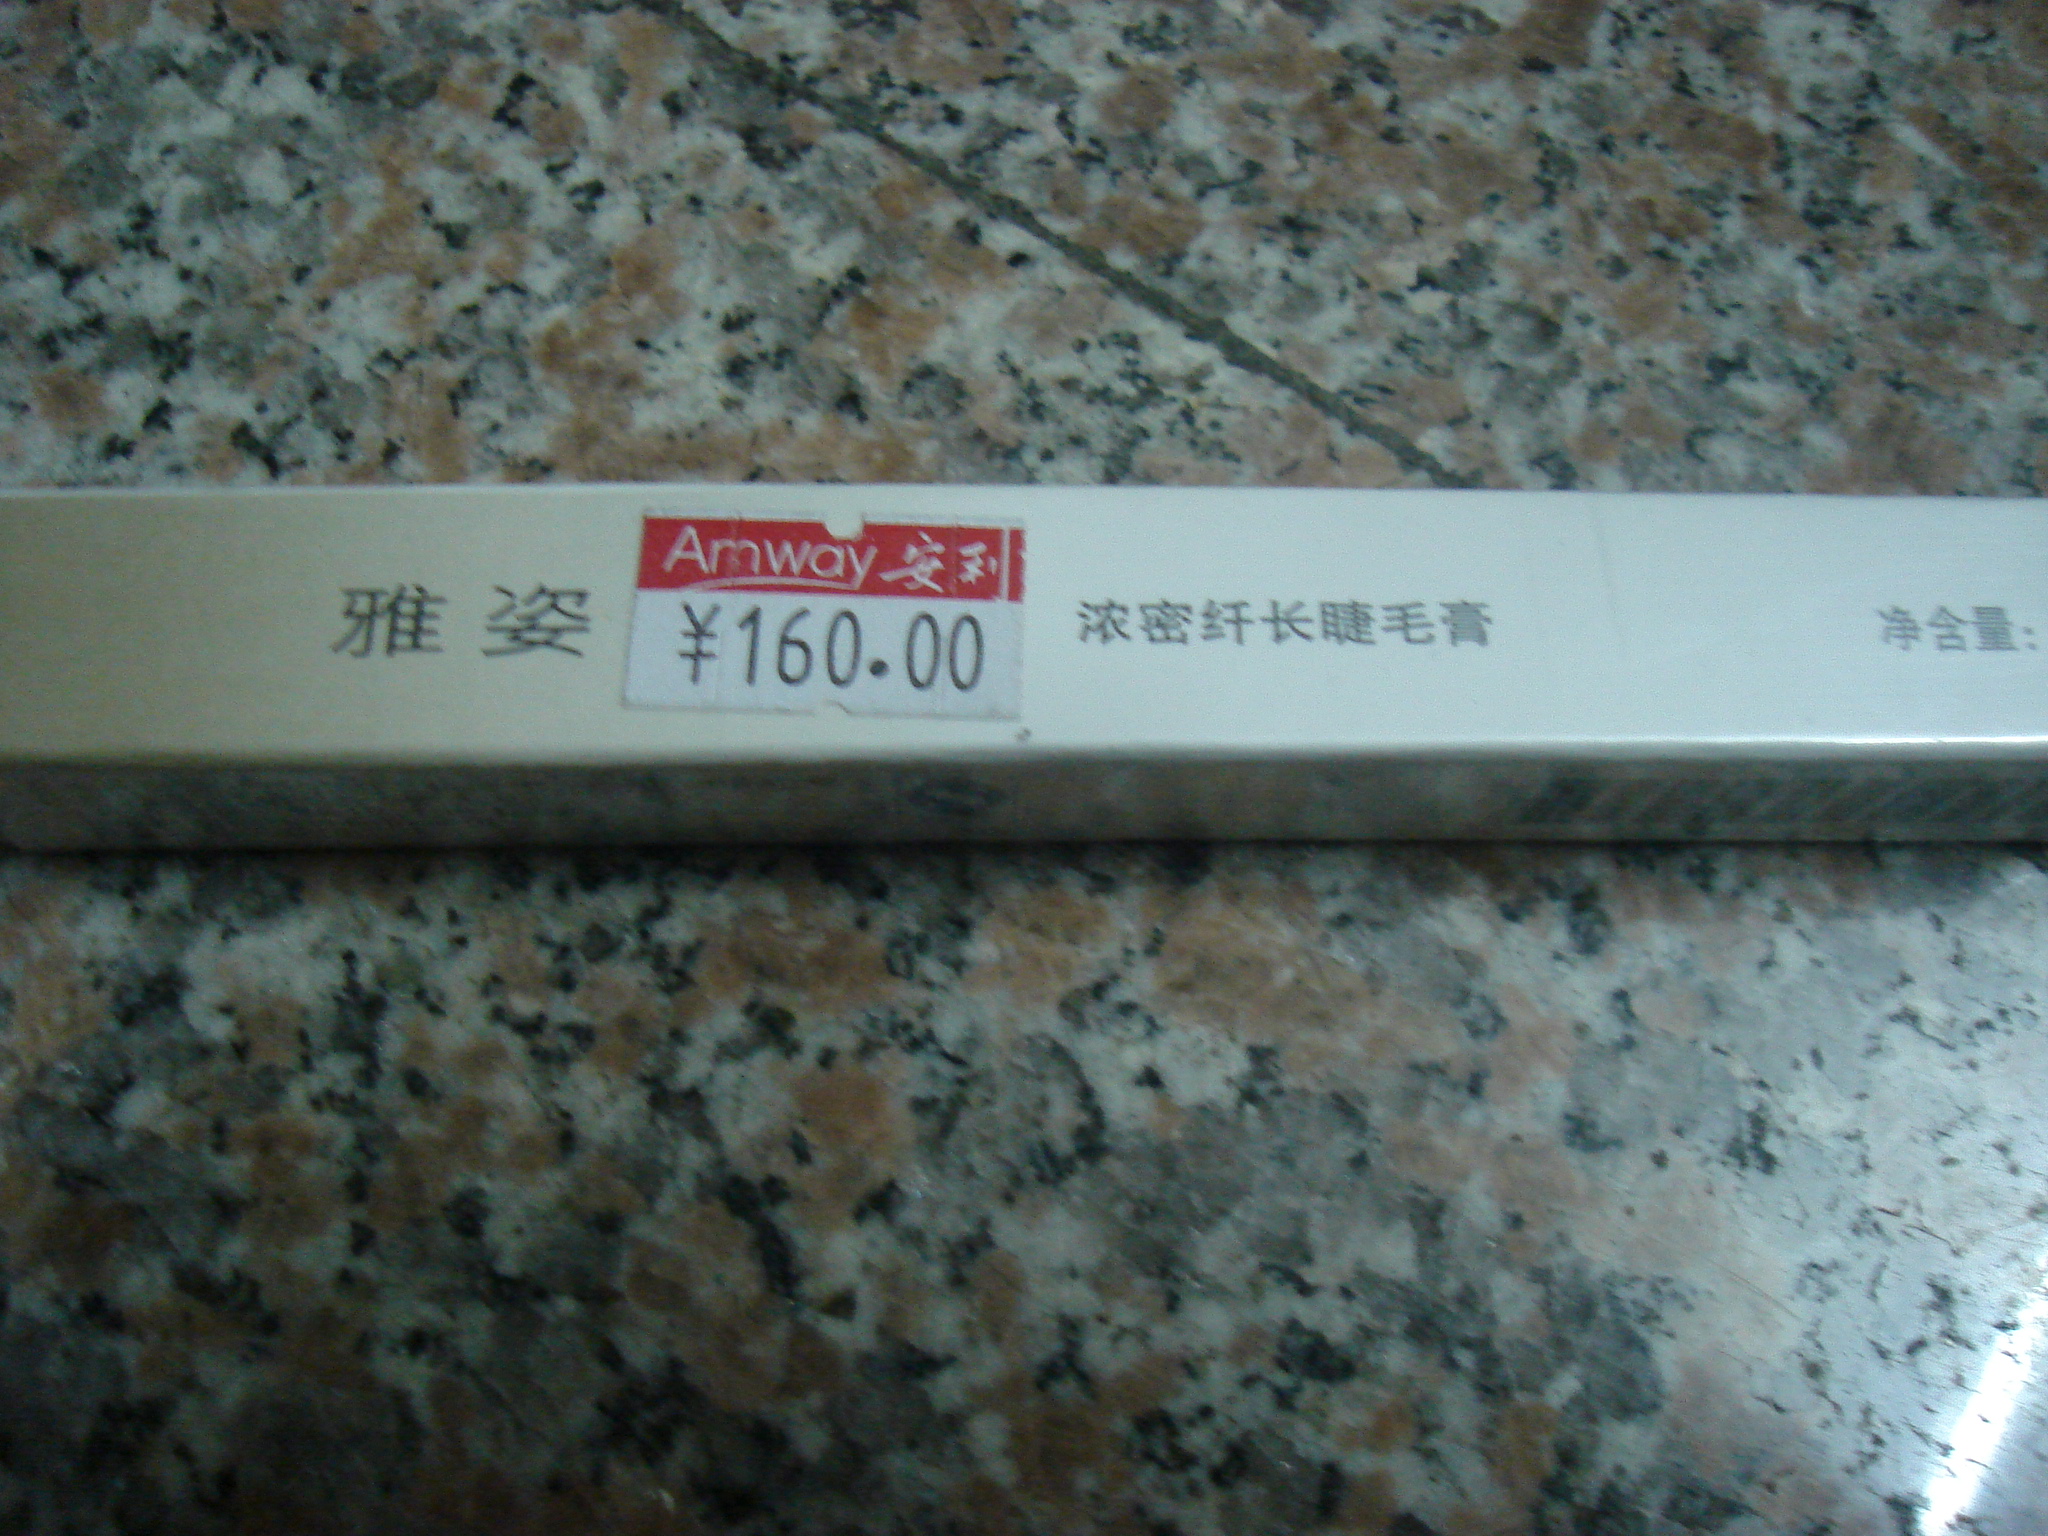 雅姿
Amway 安利
¥160.00
浓密纤长睫毛膏
净含量: